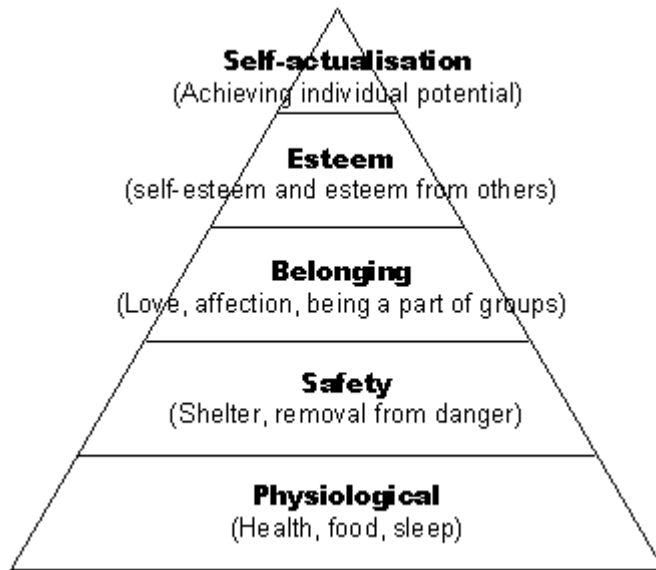 Self-actualisation
(Achieving individual potential)
Esteem
(self-esteem and esteem from others)
Belonging
(Love, affection, being a part of groups)
Safety
(Shelter, removal from danger)
Physiological
(Health, food, sleep)